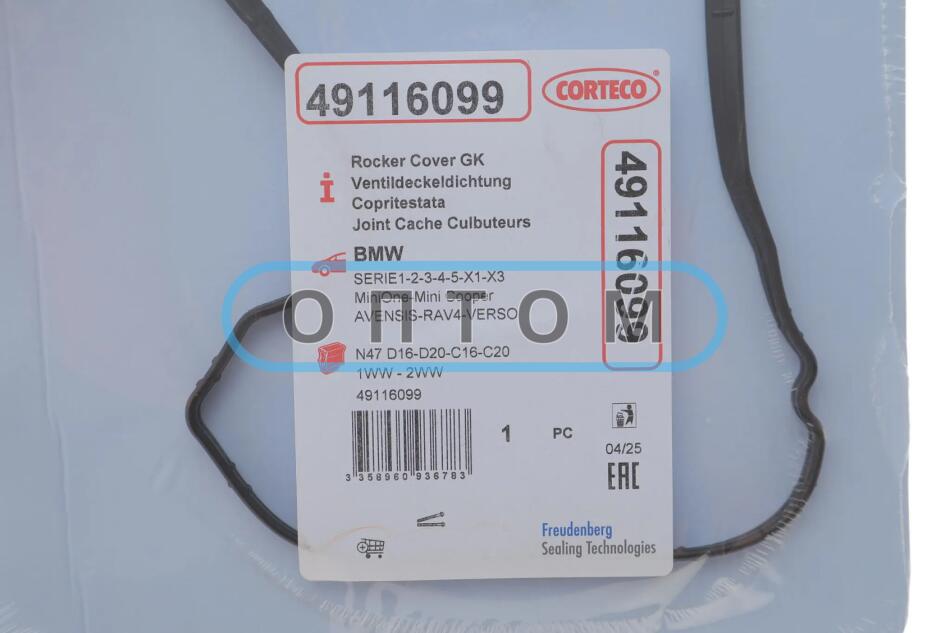 49116099
CORTECO®
Rocker Cover GK
Ventildeckeldichtung
Copritestata
Joint Cache Culbuteurs
49116099
BMW
SERIE1-2-3-4-5-X1-X3
MiniOne-Mini Cooper
AVENSIS-RAV4-VERSO
ОПТОМ
N47 D16-D20-C16-C20
1WW - 2WW
49116099
3 358960 936783
1 PC
04/25
EAC
Freudenberg
Sealing Technologies